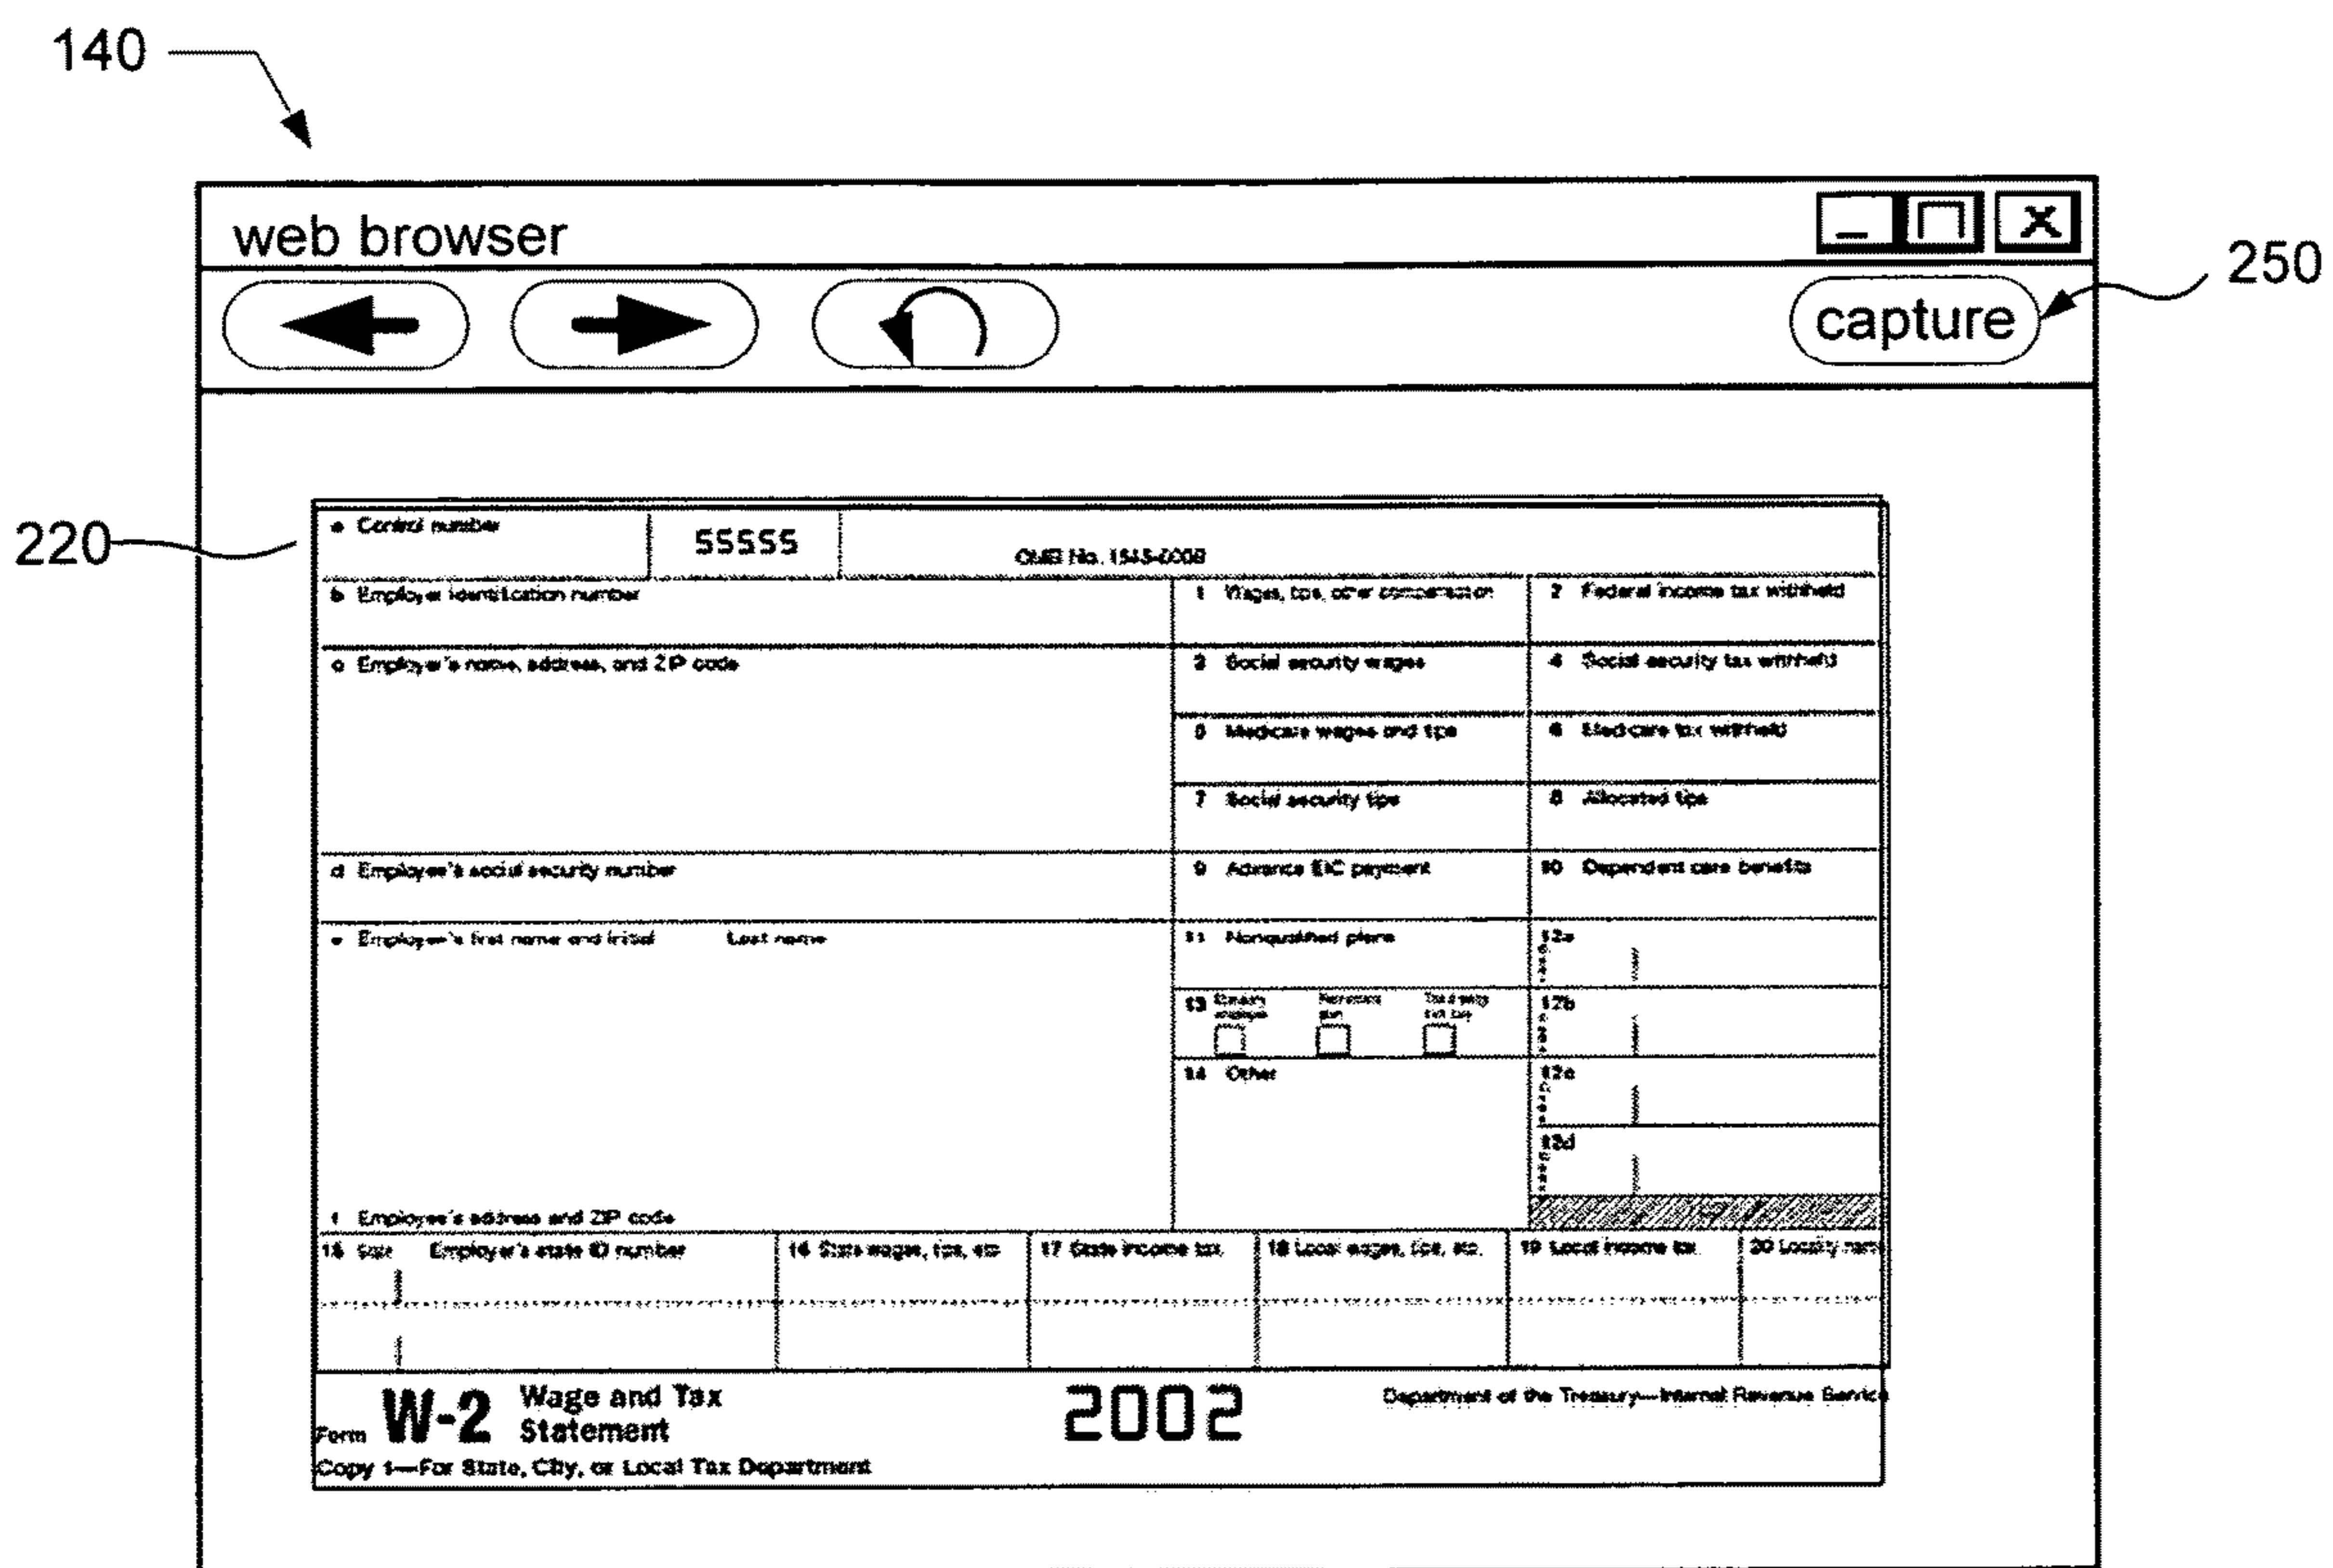 140
web browser
250
capture
220
a Control number
55555
OMB No. 1545-0008
b Employer identification number
1 Wages, tips, other compensation
2 Federal income tax withheld
c Employer's name, address, and ZIP code
3 Social security wages
4 Social security tax withheld
5 Medicare wages and tips
6 Medicare tax withheld
7 Social security tips
8 Allocated tips
d Employee's social security number
9 Advance EIC payment
10 Dependent care benefits
e Employee's first name and initial Last name
11 Nonqualified plans
12a
13
12b
14 Other
12c
12d
f Employee's address and ZIP code
15 State Employer's state ID number
16 State wages, tips, etc.
17 State income tax
18 Local wages, tips, etc.
19 Local income tax
20 Locality name
Form W-2 Wage and Tax
Statement
2002
Department of the Treasury—Internal Revenue Service
Copy 1—For State, City, or Local Tax Department